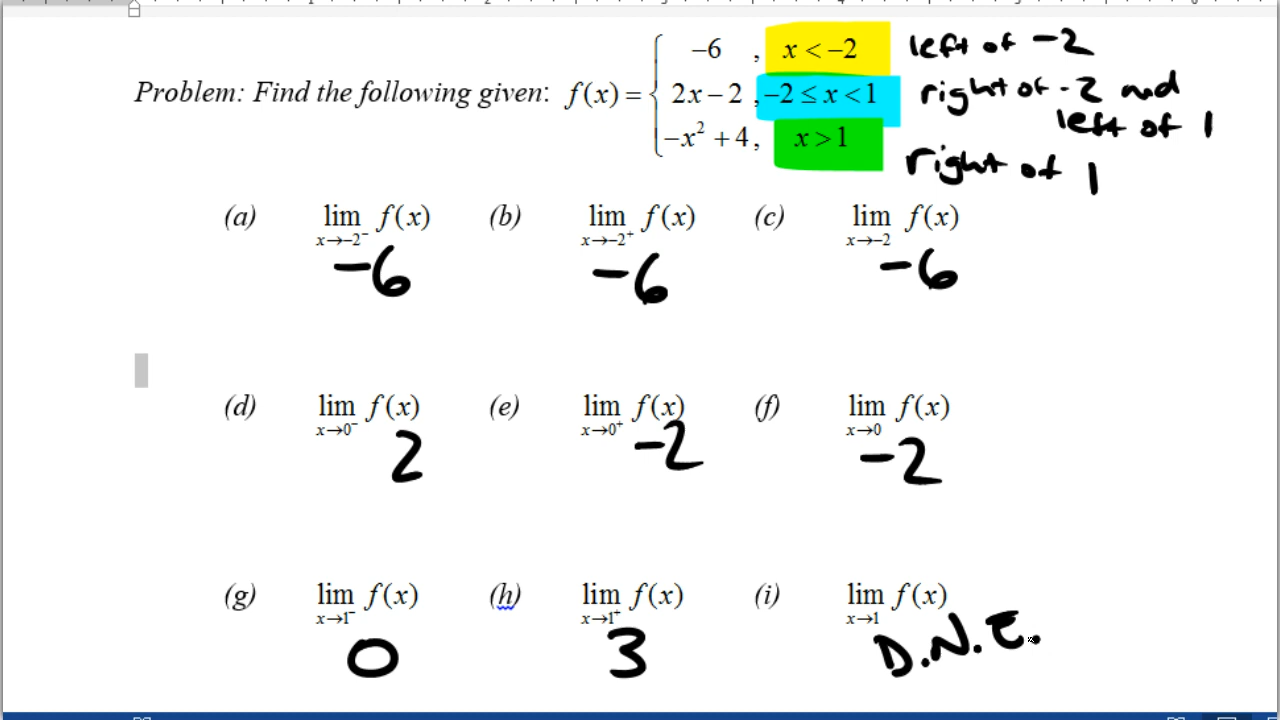 Problem: Find the following given: f(x) = { −6 , x < −2 left of -2
2x − 2 , −2 ≤ x < 1 right of -2 and left of 1
−x² + 4, x > 1 right of 1
(a) lim x→−2⁻ f(x) (b) lim x→−2⁺ f(x) (c) lim x→−2 f(x)
-6 -6 -6
(d) lim x→0⁻ f(x) (e) lim x→0⁺ f(x) (f) lim x→0 f(x)
2 -2 -2
(g) lim x→1⁻ f(x) (h) lim x→1⁺ f(x) (i) lim x→1 f(x)
0 3 D.N.E.